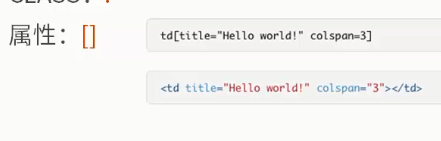 属性：[]
td[title="Hello world!" colspan=3]
<td title="Hello world!" colspan="3"></td>